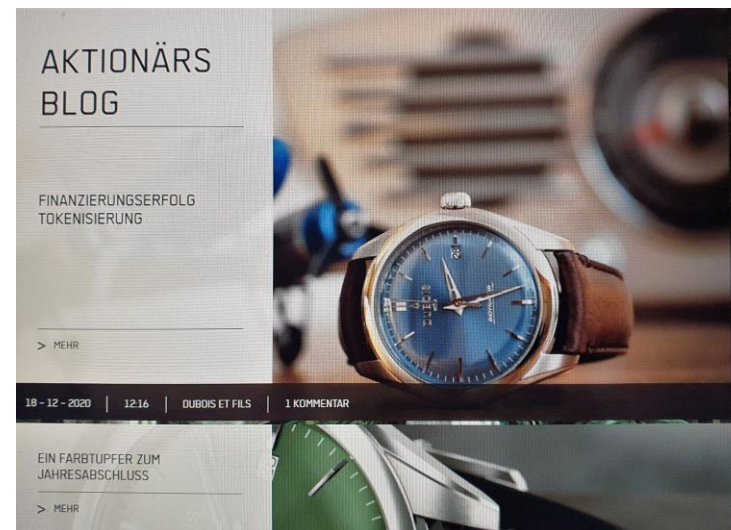 AKTIONÄRS
BLOG
FINANZIERUNGSERFOLG
TOKENISIERUNG
> MEHR
18 - 12 - 2020 | 12:16 | DUBOIS ET FILS | 1 KOMMENTAR
DUBOIS
EIN FARBTUPFER ZUM
JAHRESABSCHLUSS
> MEHR